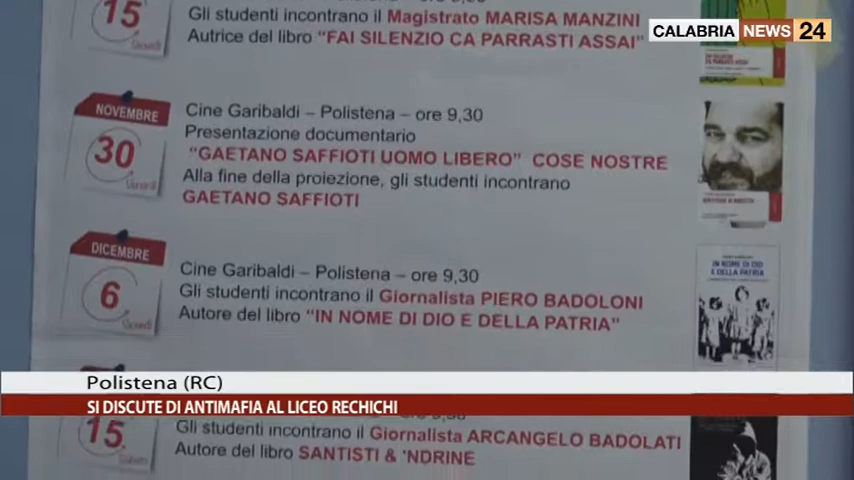 15
Giovedì
Gli studenti incontrano il Magistrato MARISA MANZINI
Autrice del libro “FAI SILENZIO CA PARRASTI ASSAI”
CALABRIA NEWS 24
NOVEMBRE
30
Venerdì
Cine Garibaldi – Polistena – ore 9,30
Presentazione documentario
“GAETANO SAFFIOTI UOMO LIBERO” COSE NOSTRE
Alla fine della proiezione, gli studenti incontrano
GAETANO SAFFIOTI
DICEMBRE
6
Giovedì
Cine Garibaldi – Polistena – ore 9,30
Gli studenti incontrano il Giornalista PIERO BADOLONI
Autore del libro “IN NOME DI DIO E DELLA PATRIA”
IN NOME DI DIO
E DELLA PATRIA
Polistena (RC)
SI DISCUTE DI ANTIMAFIA AL LICEO RECHICHI
15
Sabato
Gli studenti incontrano il Giornalista ARCANGELO BADOLATI
Autore del libro SANTISTI & 'NDRINE